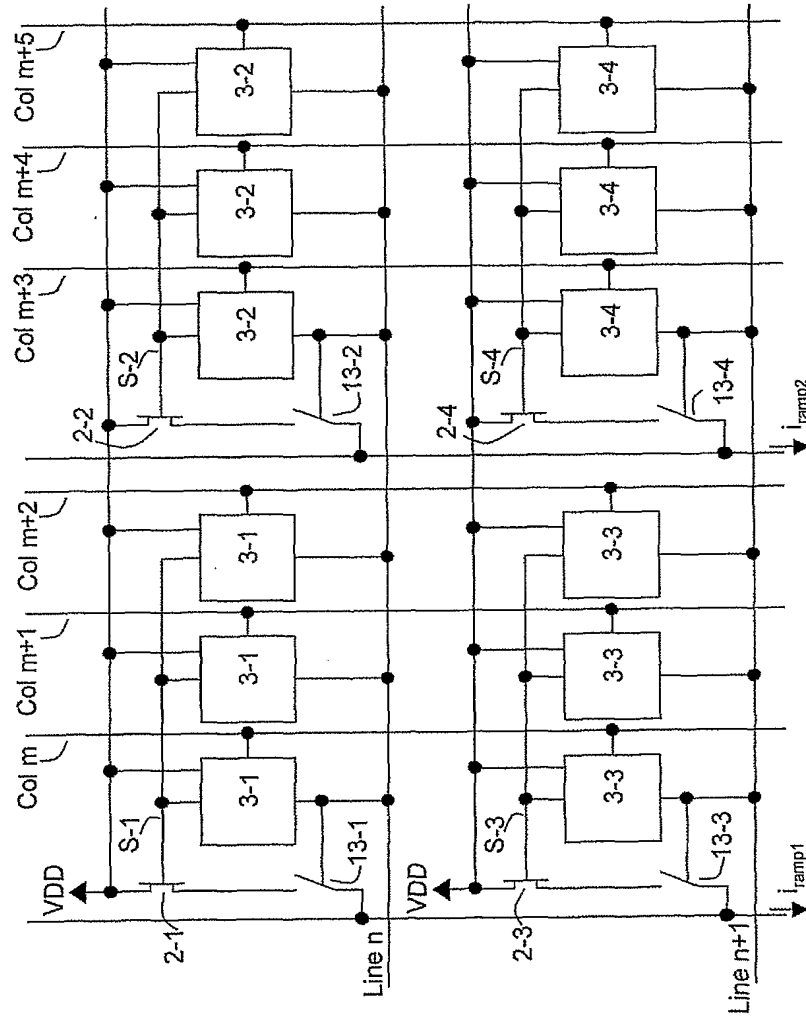 Col m
Col m+1
Col m+2
Col m+3
Col m+4
Col m+5
VDD
S-1
2-1
3-1
3-1
3-1
13-1
S-2
2-2
3-2
3-2
3-2
13-2
Line n
VDD
S-3
2-3
3-3
3-3
3-3
13-3
S-4
2-4
3-4
3-4
3-4
13-4
Line n+1
i_ramp1
i_ramp2